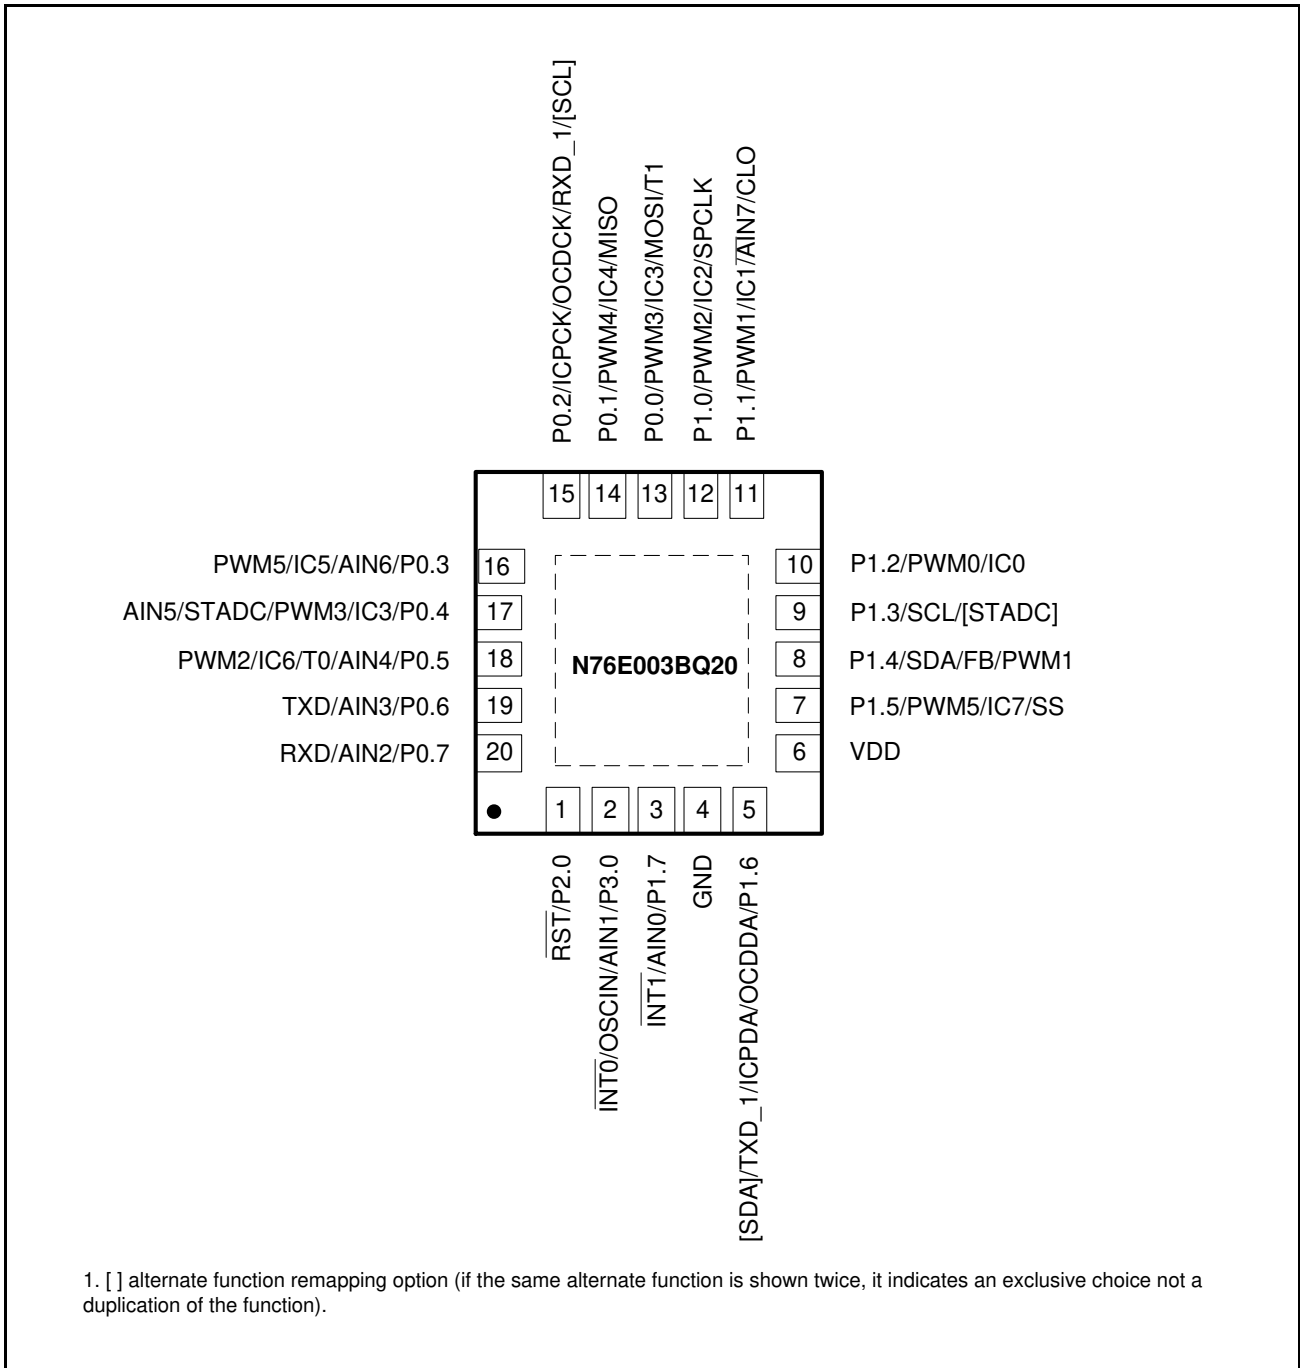 P0.2/ICPCK/OCDCK/RXD_1/[SCL]
P0.1/PWM4/IC4/MISO
P0.0/PWM3/IC3/MOSI/T1
P1.0/PWM2/IC2/SPCLK
P1.1/PWM1/IC1/AIN7/CLO
15 14 13 12 11
PWM5/IC5/AIN6/P0.3 16
AIN5/STADC/PWM3/IC3/P0.4 17
PWM2/IC6/T0/AIN4/P0.5 18
TXD/AIN3/P0.6 19
RXD/AIN2/P0.7 20
N76E003BQ20
10 P1.2/PWM0/IC0
9 P1.3/SCL/[STADC]
8 P1.4/SDA/FB/PWM1
7 P1.5/PWM5/IC7/SS
6 VDD
1 2 3 4 5
RST/P2.0
INT0/OSCIN/AIN1/P3.0
INT1/AIN0/P1.7
GND
[SDA]/TXD_1/ICPDA/OCDDA/P1.6
1. [ ] alternate function remapping option (if the same alternate function is shown twice, it indicates an exclusive choice not a
duplication of the function).